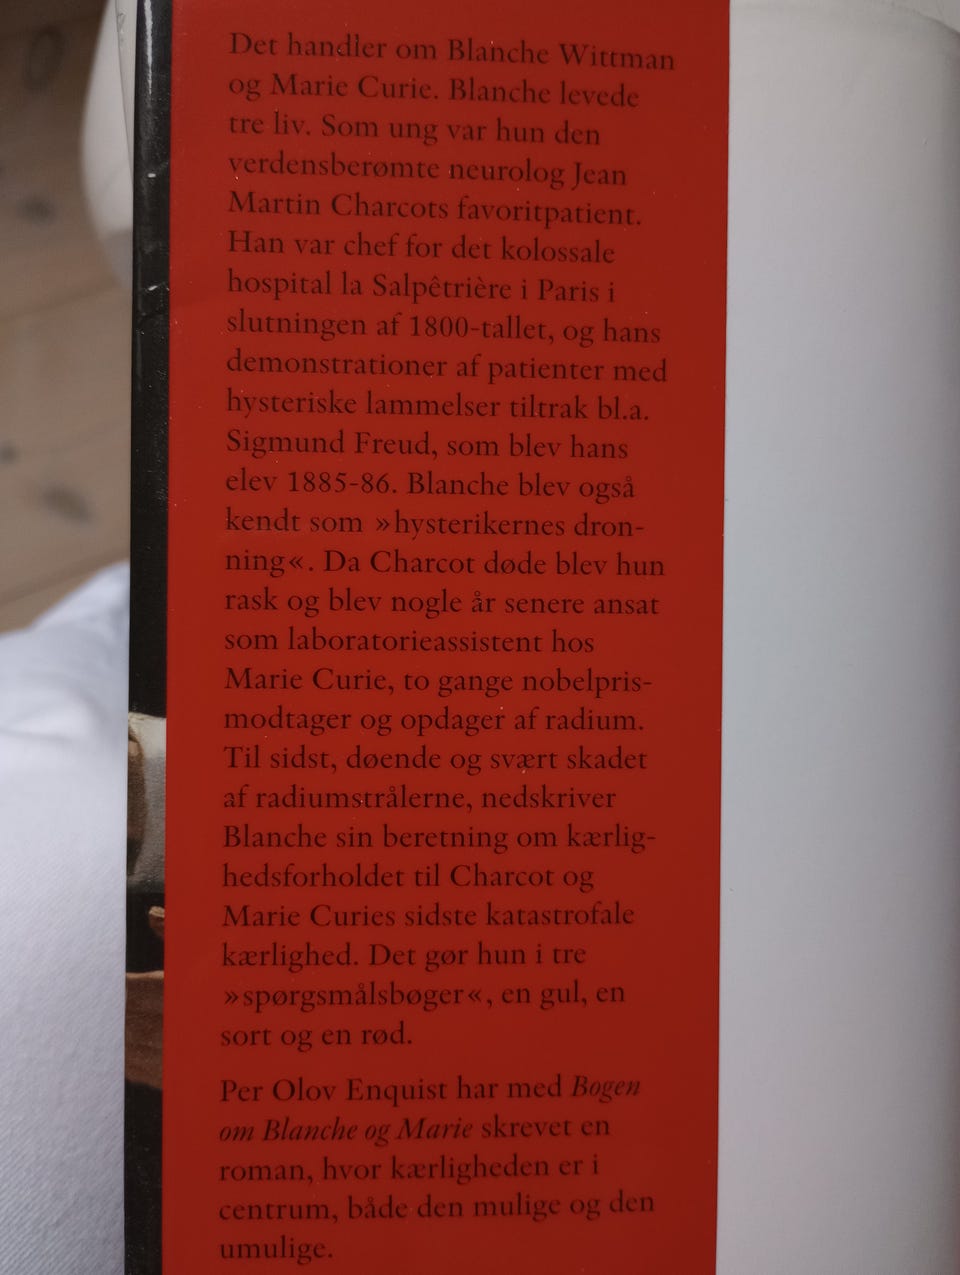 Det handler om Blanche Wittman
og Marie Curie. Blanche levede
tre liv. Som ung var hun den
verdensberømte neurolog Jean
Martin Charcots favoritpatient.
Han var chef for det kolossale
hospital la Salpêtrière i Paris i
slutningen af 1800-tallet, og hans
demonstrationer af patienter med
hysteriske lammelser tiltrak bl.a.
Sigmund Freud, som blev hans
elev 1885-86. Blanche blev også
kendt som »hysterikernes dron-
ning«. Da Charcot døde blev hun
rask og blev nogle år senere ansat
som laboratorieassistent hos
Marie Curie, to gange nobelpris-
modtager og opdager af radium.
Til sidst, døende og svært skadet
af radiumstrålerne, nedskriver
Blanche sin beretning om kærlig-
hedsforholdet til Charcot og
Marie Curies sidste katastrofale
kærlighed. Det gør hun i tre
»spørgsmålsbøger«, en gul, en
sort og en rød.
Per Olov Enquist har med Bogen
om Blanche og Marie skrevet en
roman, hvor kærligheden er i
centrum, både den mulige og den
umulige.